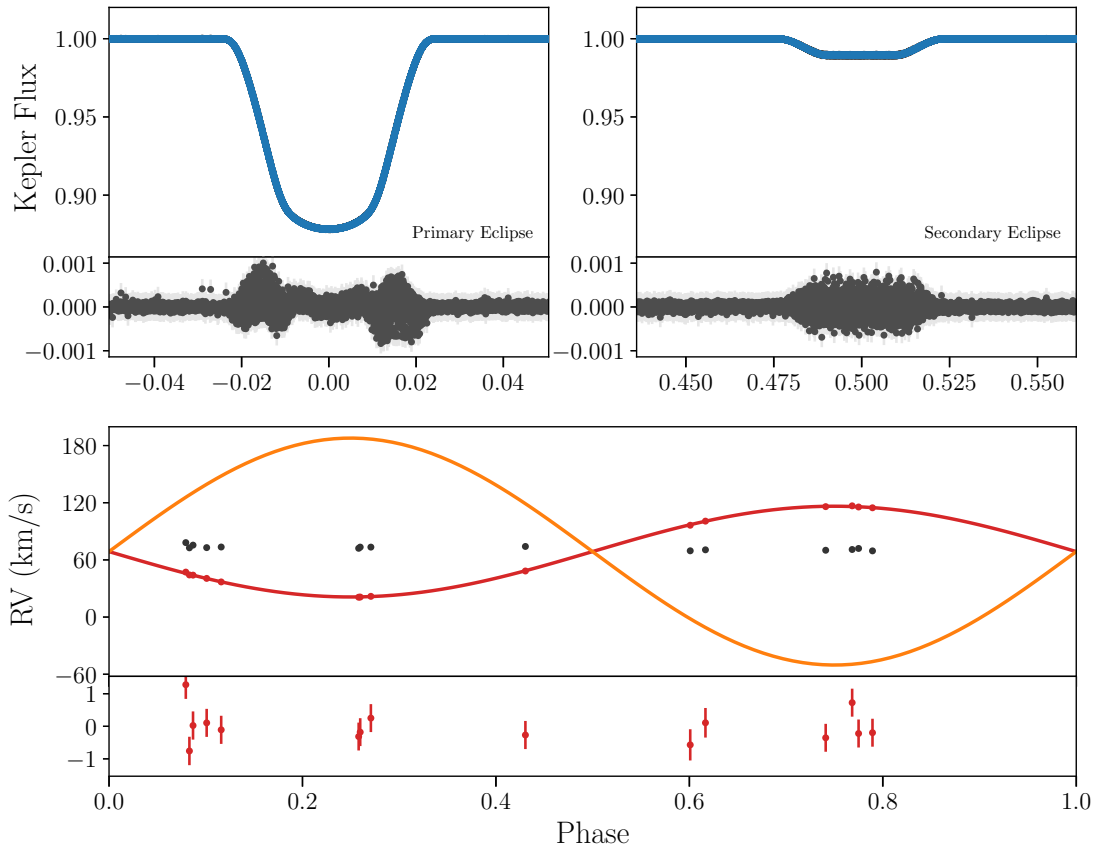 1.00
0.95
0.90
Kepler Flux
Primary Eclipse
0.001
0.000
−0.001
−0.04 −0.02 0.00 0.02 0.04
1.00
0.95
0.90
Secondary Eclipse
0.001
0.000
−0.001
0.450 0.475 0.500 0.525 0.550
180
120
60
0
−60
RV (km/s)
1
0
−1
0.0 0.2 0.4 0.6 0.8 1.0
Phase